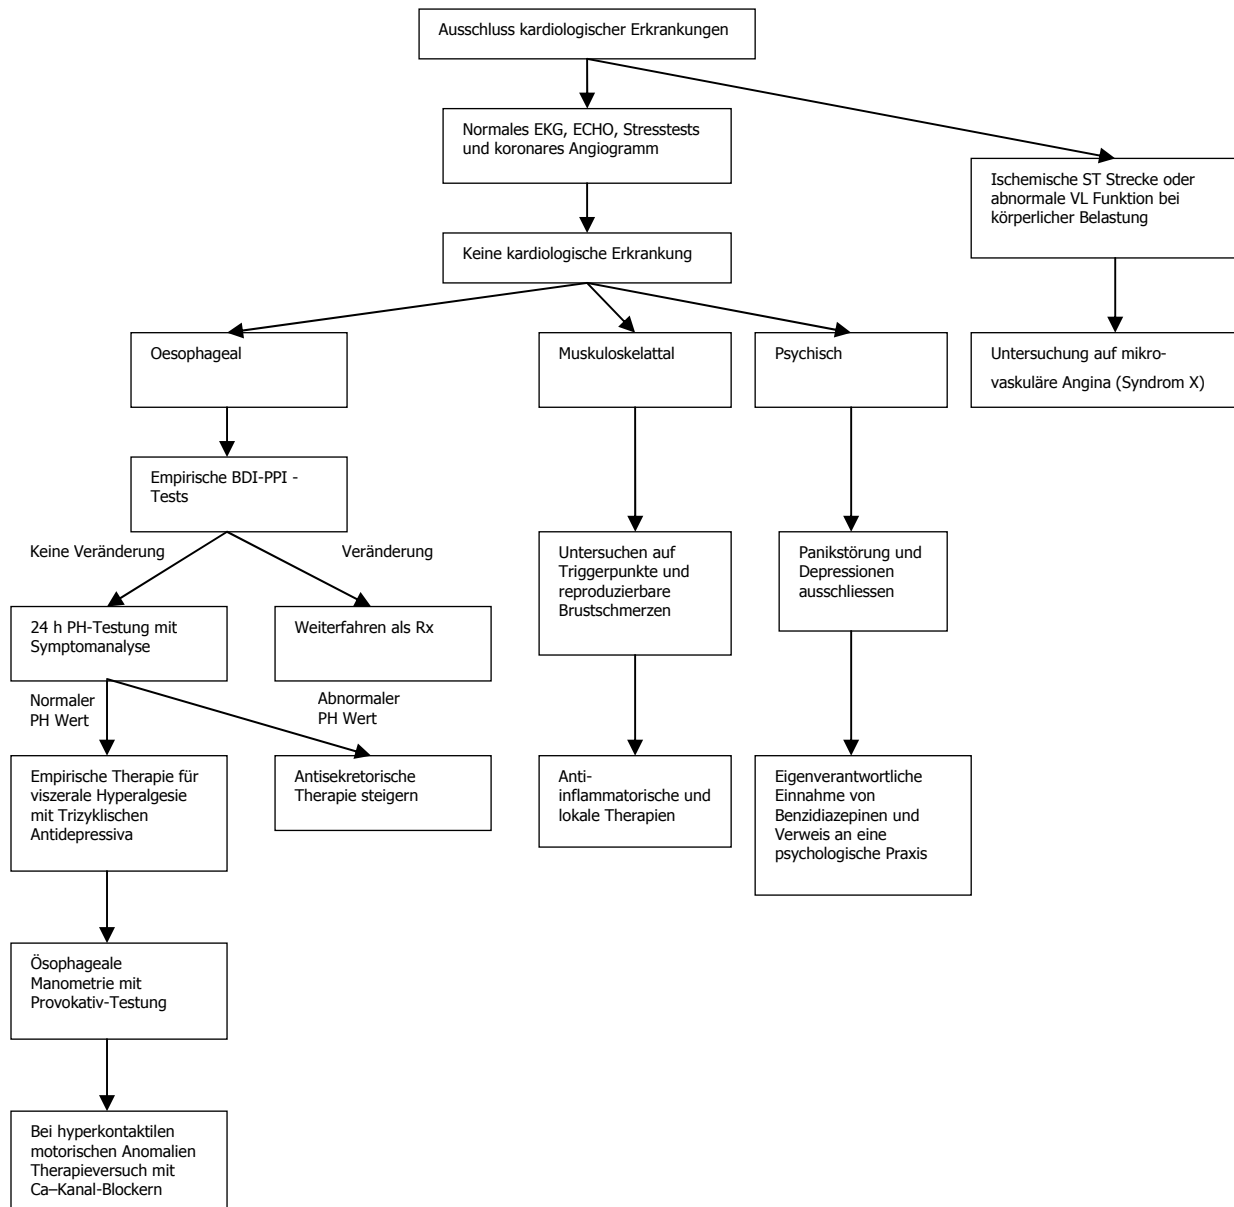 Ausschluss kardiologischer Erkrankungen
Normales EKG, ECHO, Stresstests
und koronares Angiogramm
Ischemische ST Strecke oder
abnormale VL Funktion bei
körperlicher Belastung
Keine kardiologische Erkrankung
Oesophageal
Muskuloskelattal
Psychisch
Untersuchung auf mikro-
vaskuläre Angina (Syndrom X)
Empirische BDI-PPI -
Tests
Keine Veränderung
Veränderung
Untersuchen auf
Triggerpunkte und
reproduzierbare
Brustschmerzen
Panikstörung und
Depressionen
ausschliessen
24 h PH-Testung mit
Symptomanalyse
Weiterfahren als Rx
Normaler
PH Wert
Abnormaler
PH Wert
Empirische Therapie für
viszerale Hyperalgesie
mit Trizyklischen
Antidepressiva
Antisekretorische
Therapie steigern
Anti-
inflammatorische und
lokale Therapien
Eigenverantwortliche
Einnahme von
Benzidiazepinen und
Verweis an eine
psychologische Praxis
Ösophageale
Manometrie mit
Provokativ-Testung
Bei hyperkontaktilen
motorischen Anomalien
Therapieversuch mit
Ca–Kanal-Blockern